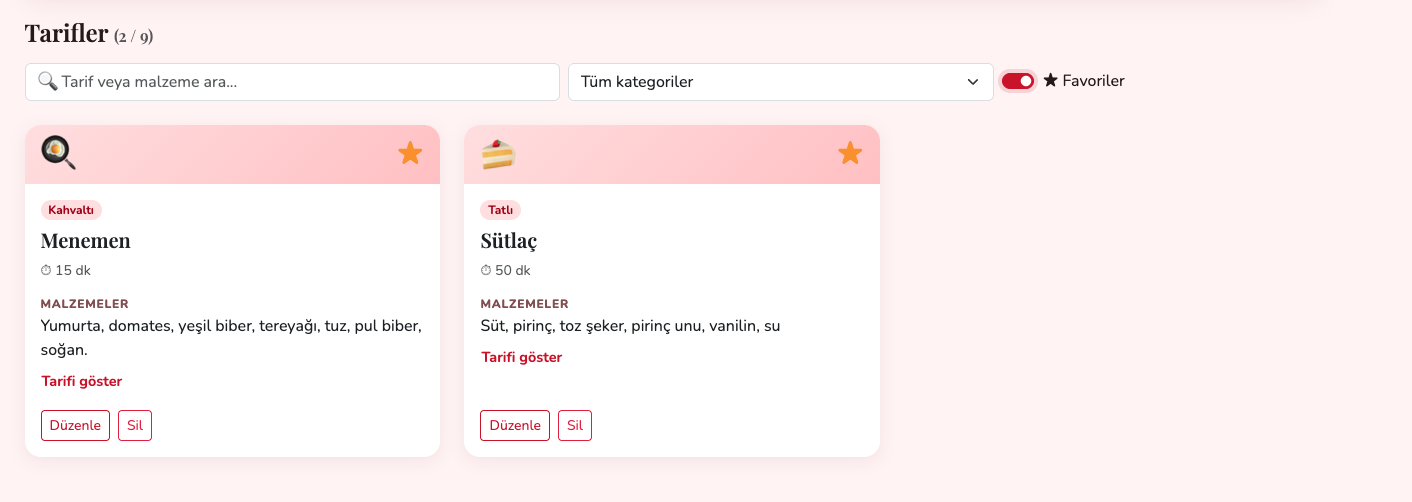 Tarifler (2 / 9)
Tarif veya malzeme ara...
Tüm kategoriler
Favoriler
Kahvaltı
Menemen
15 dk
MALZEMELER
Yumurta, domates, yeşil biber, tereyağı, tuz, pul biber,
soğan.
Tarifi göster
Düzenle
Sil
Tatlı
Sütlaç
50 dk
MALZEMELER
Süt, pirinç, toz şeker, pirinç unu, vanilin, su
Tarifi göster
Düzenle
Sil